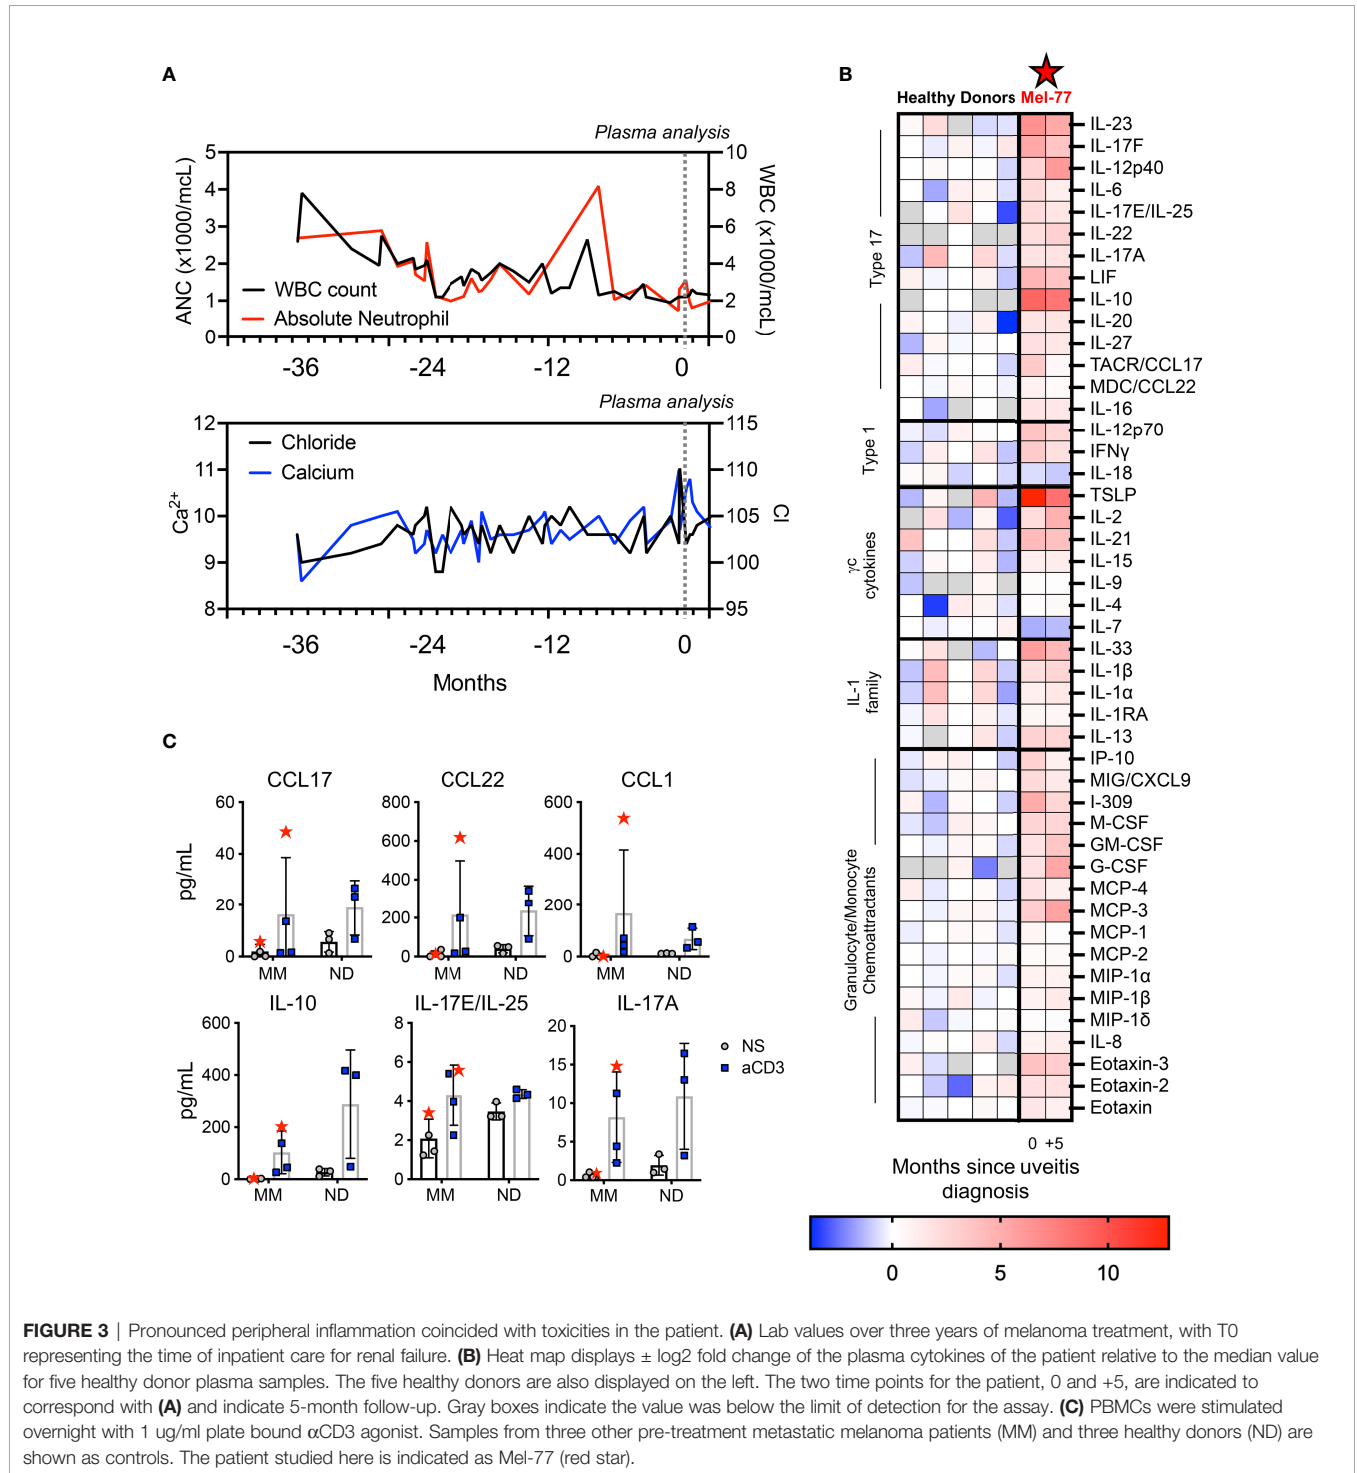 A
Plasma analysis
ANC (x1000/mcL)
5
4
3
2
1
0
WBC count
Absolute Neutrophil
10
8
6
4
2
0
WBC (x1000/mcL)
-36
-24
-12
0
Plasma analysis
Ca2+
12
11
10
9
8
Chloride
Calcium
115
110
105
100
95
Cl
-36
-24
-12
0
Months
B
Healthy Donors Mel-77
Type 17
Type 1
γc
cytokines
IL-1
family
Granulocyte/Monocyte
Chemoattractants
IL-23
IL-17F
IL-12p40
IL-6
IL-17E/IL-25
IL-22
IL-17A
LIF
IL-10
IL-20
IL-27
TACR/CCL17
MDC/CCL22
IL-16
IL-12p70
IFNγ
IL-18
TSLP
IL-2
IL-21
IL-15
IL-9
IL-4
IL-7
IL-33
IL-1β
IL-1α
IL-1RA
IL-13
IP-10
MIG/CXCL9
I-309
M-CSF
GM-CSF
G-CSF
MCP-4
MCP-3
MCP-1
MCP-2
MIP-1α
MIP-1β
MIP-1δ
IL-8
Eotaxin-3
Eotaxin-2
Eotaxin
0 +5
Months since uveitis
diagnosis
0 5 10
C
CCL17
pg/mL
60
40
20
0
MM ND
CCL22
800
600
400
200
0
MM ND
CCL1
600
400
200
0
MM ND
IL-10
pg/mL
600
400
200
0
MM ND
IL-17E/IL-25
8
6
4
2
0
MM ND
IL-17A
20
15
10
5
0
MM ND
NS
aCD3
FIGURE 3 | Pronounced peripheral inflammation coincided with toxicities in the patient. (A) Lab values over three years of melanoma treatment, with T0
representing the time of inpatient care for renal failure. (B) Heat map displays ± log2 fold change of the plasma cytokines of the patient relative to the median value
for five healthy donor plasma samples. The five healthy donors are also displayed on the left. The two time points for the patient, 0 and +5, are indicated to
correspond with (A) and indicate 5-month follow-up. Gray boxes indicate the value was below the limit of detection for the assay. (C) PBMCs were stimulated
overnight with 1 ug/ml plate bound αCD3 agonist. Samples from three other pre-treatment metastatic melanoma patients (MM) and three healthy donors (ND) are
shown as controls. The patient studied here is indicated as Mel-77 (red star).